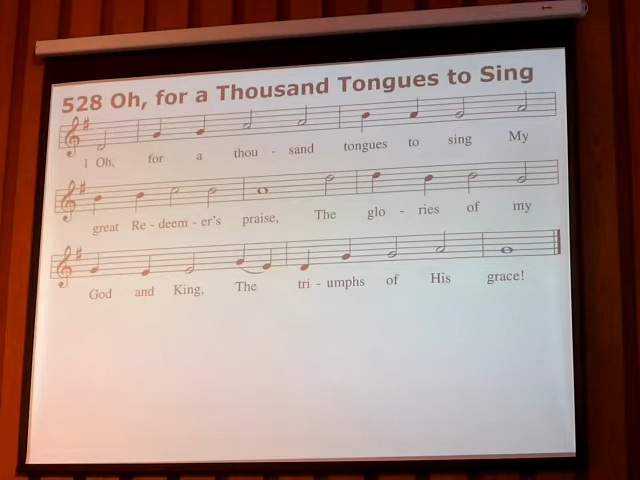 528 Oh, for a Thousand Tongues to Sing
1 Oh, for a thou - sand tongues to sing My
great Re - deem - er's praise, The glo - ries of my
God and King, The tri - umphs of His grace!